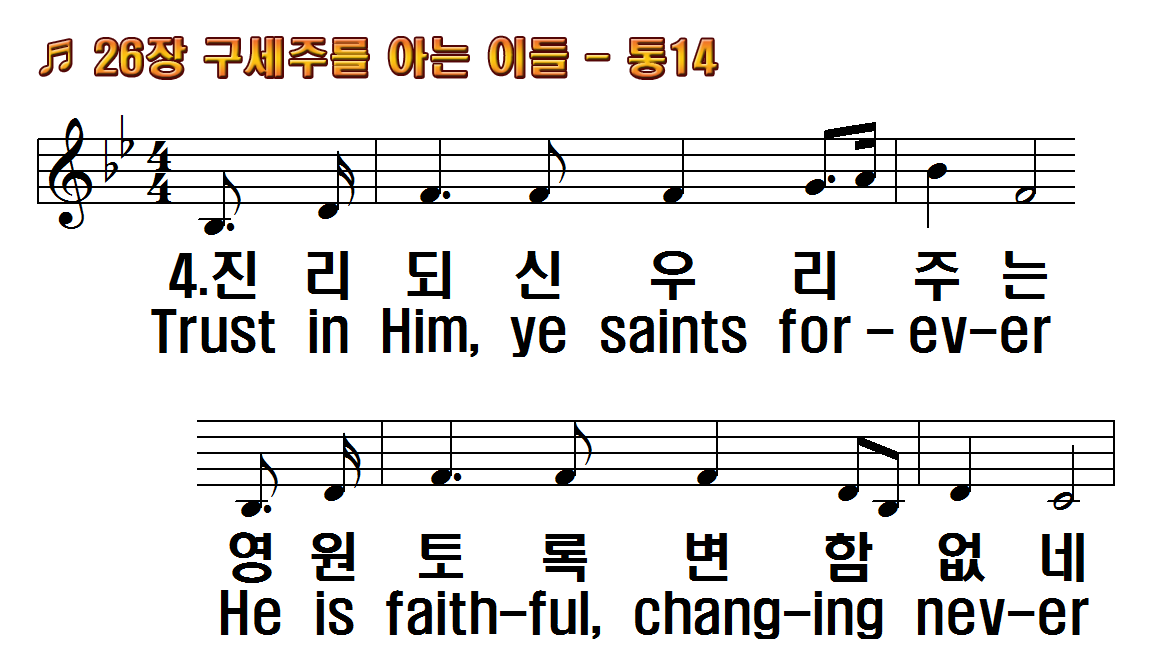 ♬ 26장 구세주를 아는 이들 - 통14
4.진 리 되 신 우 리 주 는
Trust in Him, ye saints for-ev-er
영 원 토 록 변 함 없 네
He is faith-ful, chang-ing nev-er